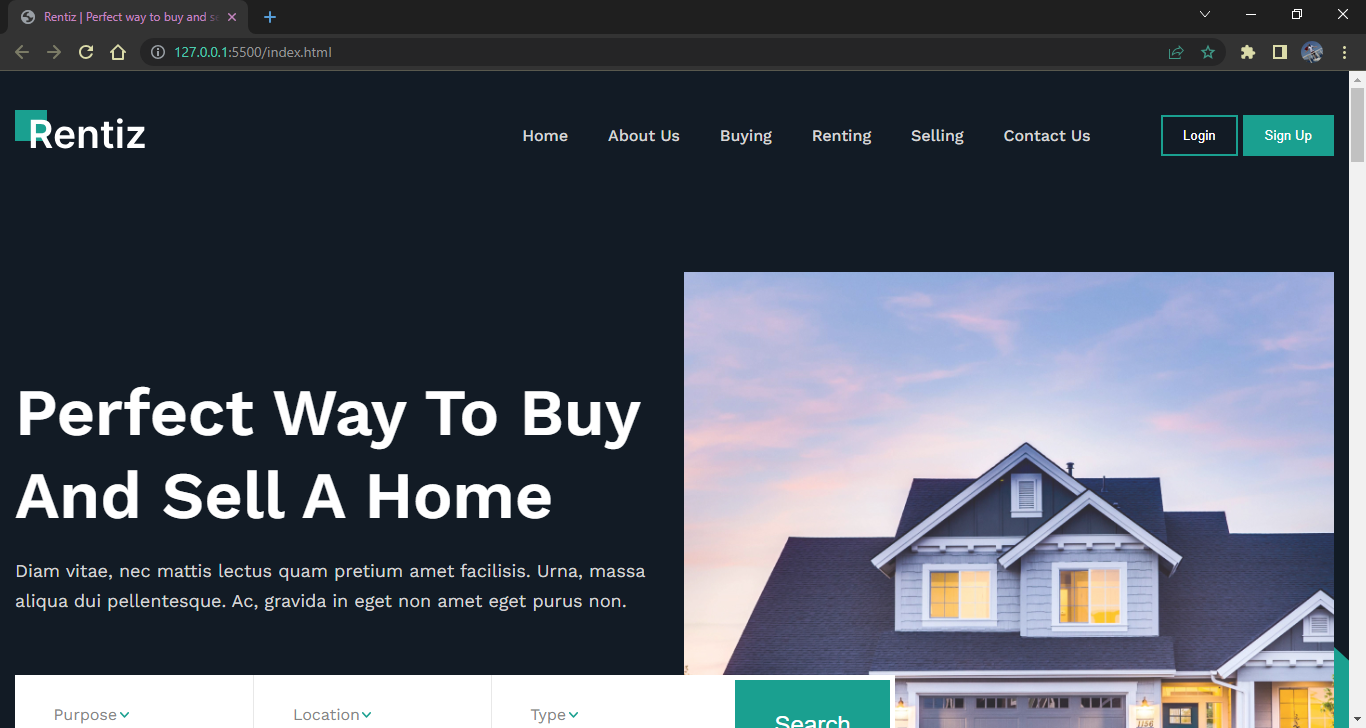 Rentiz | Perfect way to buy and s
127.0.0.1:5500/index.html
Rentiz
Home
About Us
Buying
Renting
Selling
Contact Us
Login
Sign Up
Perfect Way To Buy
And Sell A Home
Diam vitae, nec mattis lectus quam pretium amet facilisis. Urna, massa
aliqua dui pellentesque. Ac, gravida in eget non amet eget purus non.
Purpose
Location
Type
Search